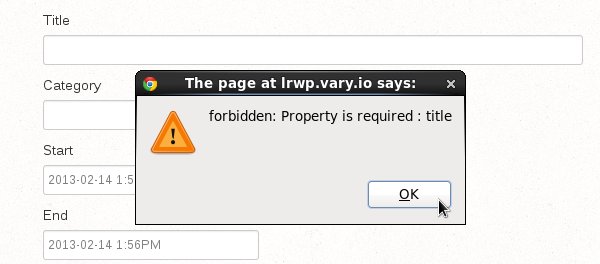 Title
The page at lrwp.vary.io says:
forbidden: Property is required : title
Category
Start
2013-02-14 1:5
OK
End
2013-02-14 1:56PM